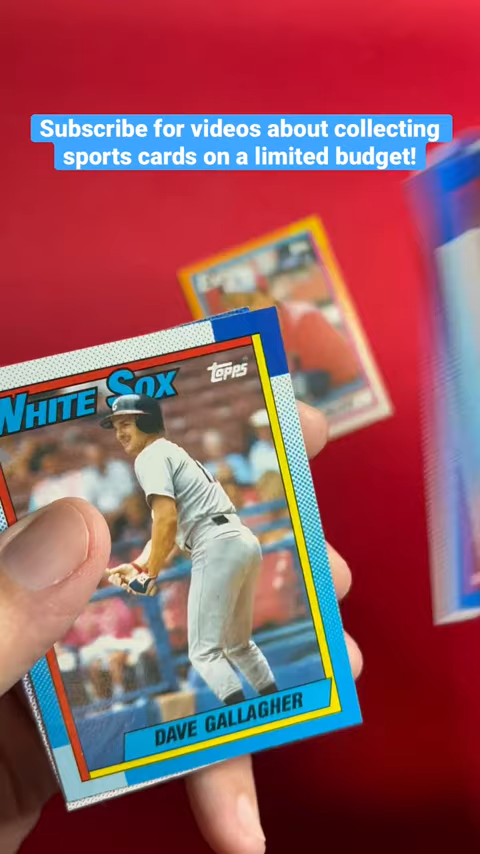 Subscribe for videos about collecting
sports cards on a limited budget!
WHITE SOX
TOPPS
DAVE GALLAGHER